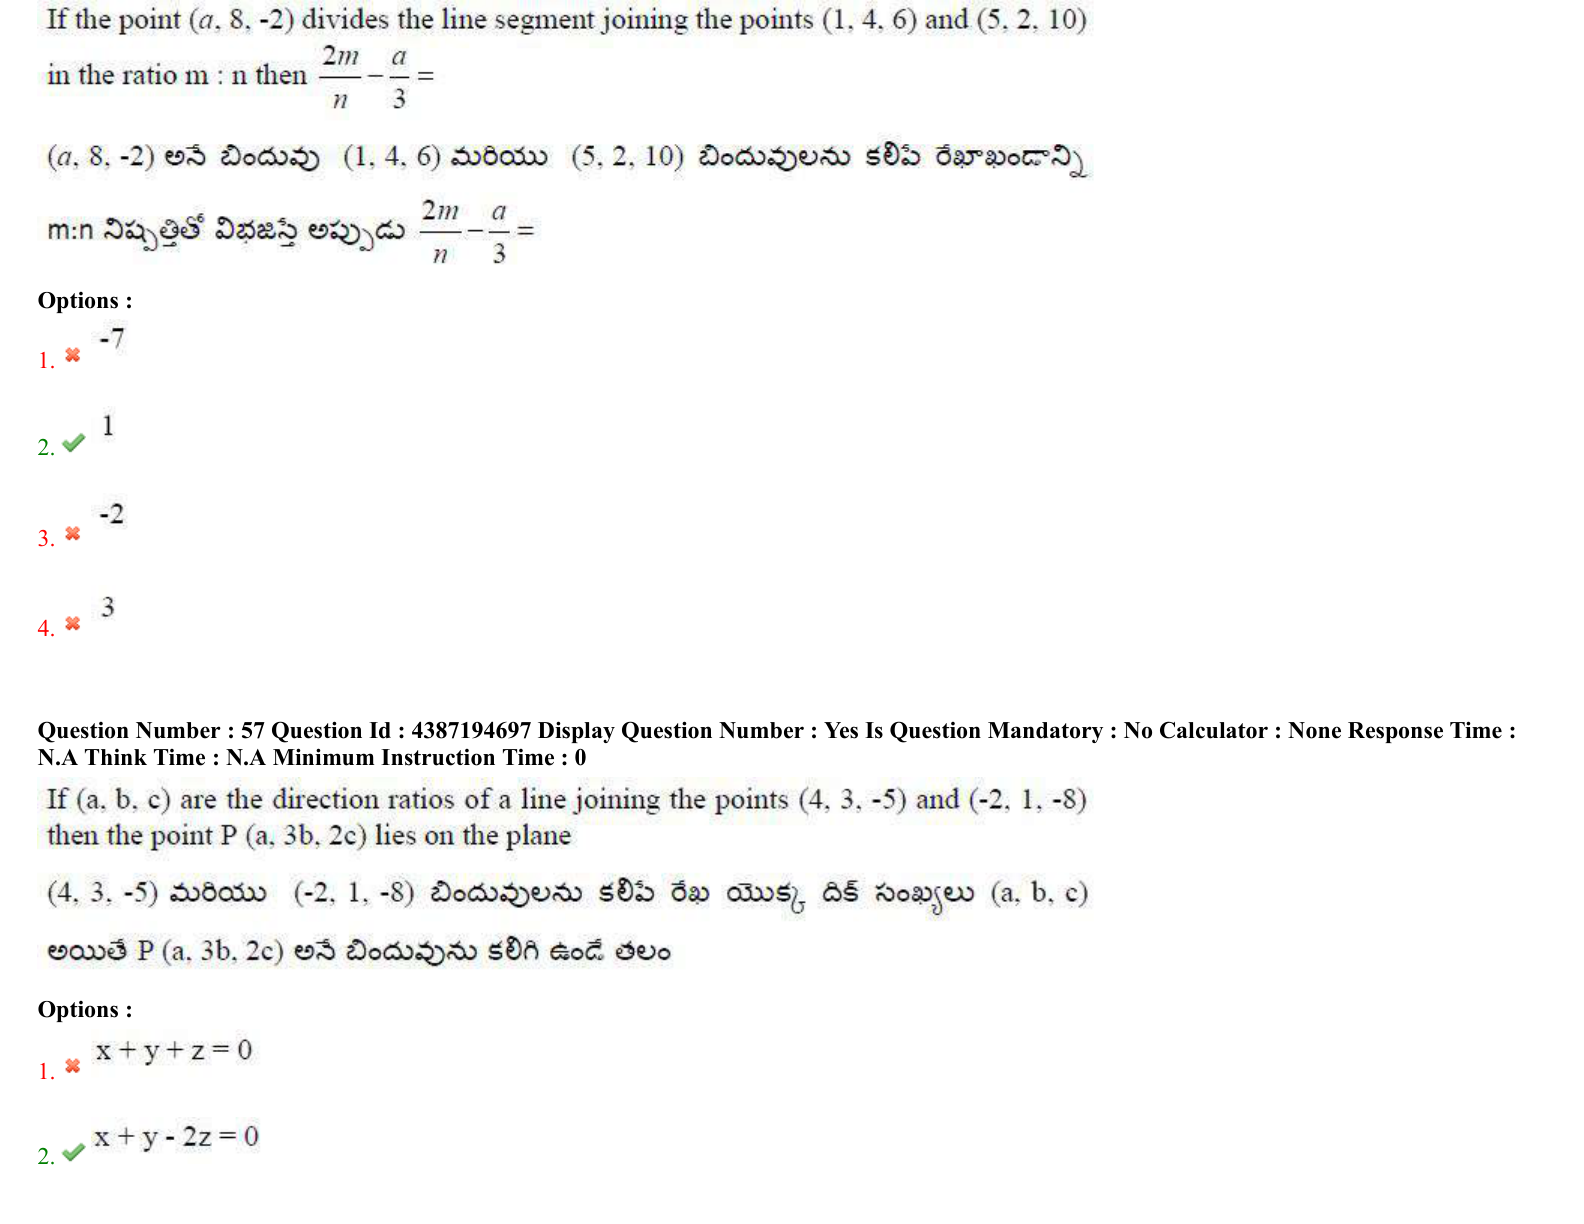 If the point (a, 8, -2) divides the line segment joining the points (1, 4, 6) and (5, 2, 10)
in the ratio m : n then 2m/n − a/3 =
(a, 8, -2) అనే బిందువు (1, 4, 6) మరియు (5, 2, 10) బిందువులను కలిపే రేఖాఖండాన్ని
m:n నిష్పత్తితో విభజిస్తే అప్పుడు 2m/n − a/3 =
Options :
-7
1. ✖
1
2. ✔
-2
3. ✖
3
4. ✖
Question Number : 57 Question Id : 4387194697 Display Question Number : Yes Is Question Mandatory : No Calculator : None Response Time :
N.A Think Time : N.A Minimum Instruction Time : 0
If (a, b, c) are the direction ratios of a line joining the points (4, 3, -5) and (-2, 1, -8)
then the point P (a, 3b, 2c) lies on the plane
(4, 3, -5) మరియు (-2, 1, -8) బిందువులను కలిపే రేఖ యొక్క దిక్ సంఖ్యలు (a, b, c)
అయితే P (a, 3b, 2c) అనే బిందువును కలిగి ఉండే తలం
Options :
x + y + z = 0
1. ✖
x + y - 2z = 0
2. ✔